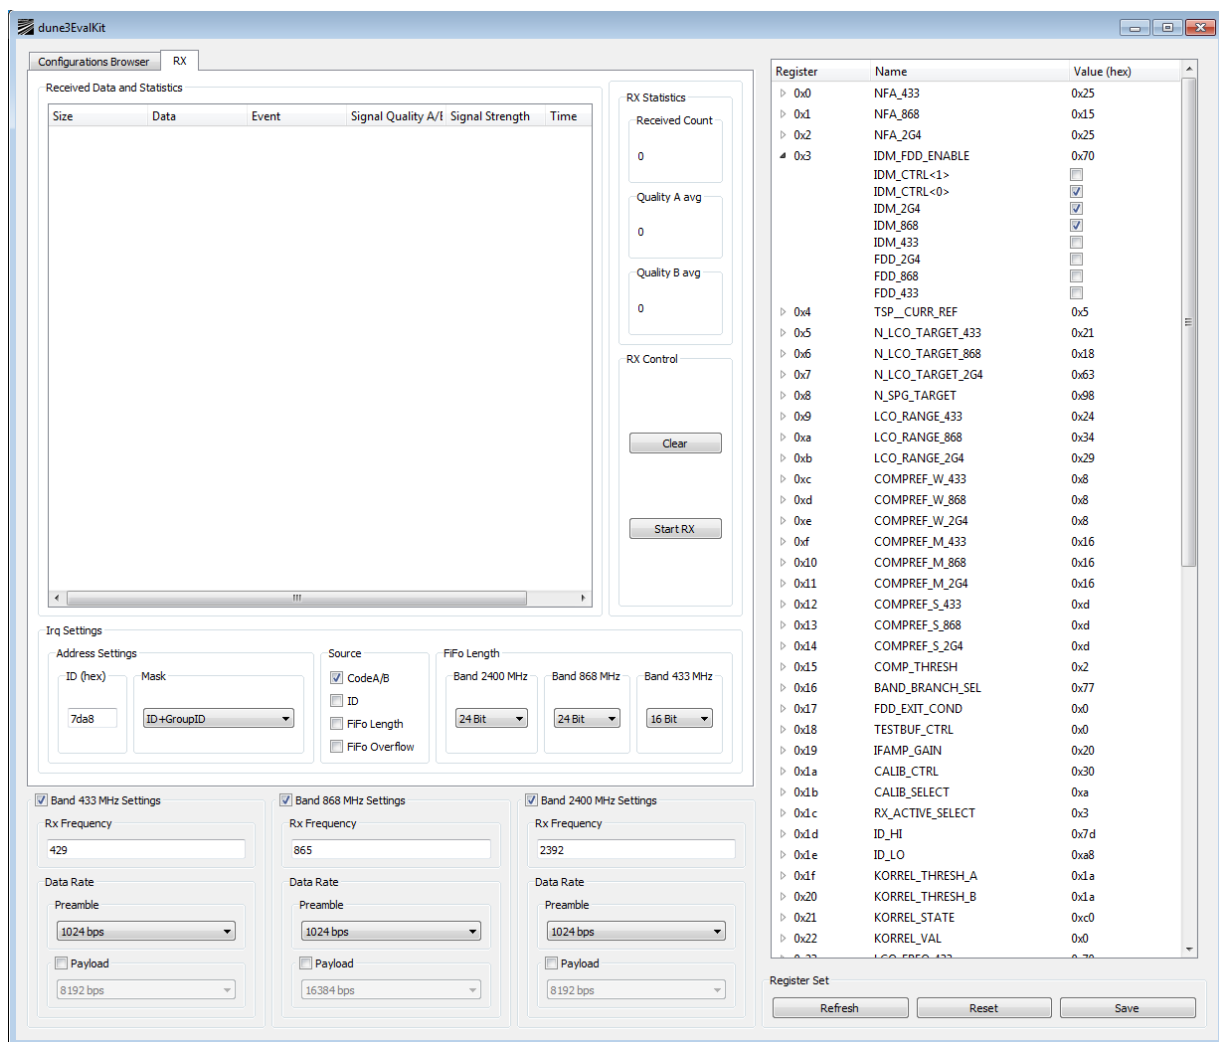 dune3EvalKit
Configurations Browser RX
Received Data and Statistics
Size Data Event Signal Quality A/E Signal Strength Time
RX Statistics
Received Count
0
Quality A avg
0
Quality B avg
0
RX Control
Clear
Start RX
Irq Settings
Address Settings
ID (hex)
7da8
Mask
ID+GroupID
Source
CodeA/B
ID
FiFo Length
FiFo Overflow
FiFo Length
Band 2400 MHz
24 Bit
Band 868 MHz
24 Bit
Band 433 MHz
16 Bit
Band 433 MHz Settings
Rx Frequency
429
Data Rate
Preamble
1024 bps
Payload
8192 bps
Band 868 MHz Settings
Rx Frequency
865
Data Rate
Preamble
1024 bps
Payload
16384 bps
Band 2400 MHz Settings
Rx Frequency
2392
Data Rate
Preamble
1024 bps
Payload
8192 bps
Register Name Value (hex)
0x0 NFA_433 0x25
0x1 NFA_868 0x15
0x2 NFA_2G4 0x25
0x3 IDM_FDD_ENABLE 0x70
IDM_CTRL<1>
IDM_CTRL<0>
IDM_2G4
IDM_868
IDM_433
FDD_2G4
FDD_868
FDD_433
0x4 TSP__CURR_REF 0x5
0x5 N_LCO_TARGET_433 0x21
0x6 N_LCO_TARGET_868 0x18
0x7 N_LCO_TARGET_2G4 0x63
0x8 N_SPG_TARGET 0x98
0x9 LCO_RANGE_433 0x24
0xa LCO_RANGE_868 0x34
0xb LCO_RANGE_2G4 0x29
0xc COMPREF_W_433 0x8
0xd COMPREF_W_868 0x8
0xe COMPREF_W_2G4 0x8
0xf COMPREF_M_433 0x16
0x10 COMPREF_M_868 0x16
0x11 COMPREF_M_2G4 0x16
0x12 COMPREF_S_433 0xd
0x13 COMPREF_S_868 0xd
0x14 COMPREF_S_2G4 0xd
0x15 COMP_THRESH 0x2
0x16 BAND_BRANCH_SEL 0x77
0x17 FDD_EXIT_COND 0x0
0x18 TESTBUF_CTRL 0x0
0x19 IFAMP_GAIN 0x20
0x1a CALIB_CTRL 0x30
0x1b CALIB_SELECT 0xa
0x1c RX_ACTIVE_SELECT 0x3
0x1d ID_HI 0x7d
0x1e ID_LO 0xa8
0x1f KORREL_THRESH_A 0x1a
0x20 KORREL_THRESH_B 0x1a
0x21 KORREL_STATE 0xc0
0x22 KORREL_VAL 0x0
Register Set
Refresh Reset Save